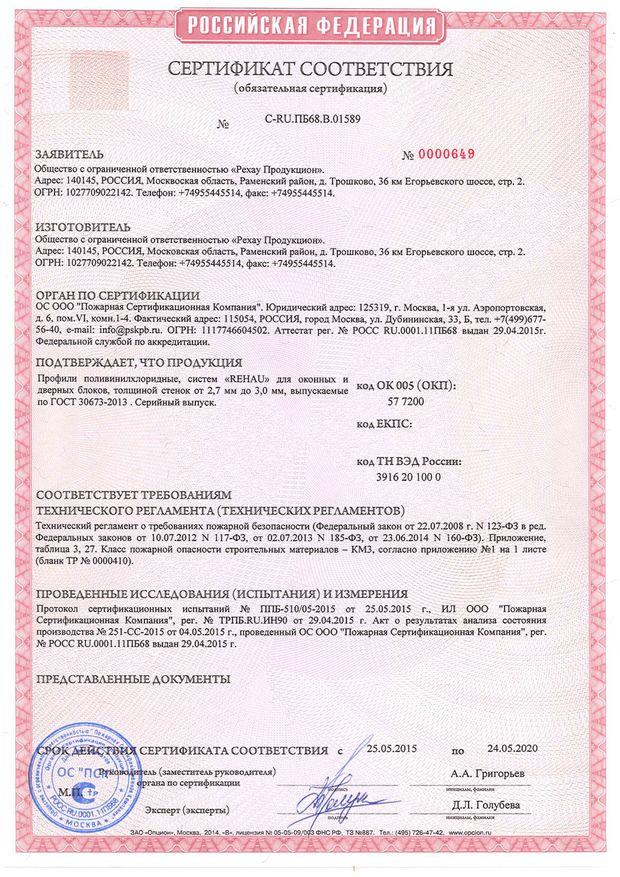 РОССИЙСКАЯ ФЕДЕРАЦИЯ
СЕРТИФИКАТ СООТВЕТСТВИЯ
(обязательная сертификация)
№ C-RU.ПБ68.В.01589
ЗАЯВИТЕЛЬ № 0000649
Общество с ограниченной ответственностью «Рехау Продукцион».
Адрес: 140145, РОССИЯ, Москвоская область, Раменский район, д. Трошково, 36 км Егорьевского шоссе, стр. 2.
ОГРН: 1027709022142. Телефон: +74955445514, факс: +74955445514.
ИЗГОТОВИТЕЛЬ
Общество с ограниченной ответственностью «Рехау Продукцион».
Адрес: 140145, РОССИЯ, Московская область, Раменский район, д. Трошково, 36 км Егорьевского шоссе, стр. 2.
ОГРН: 1027709022142. Телефон: +74955445514, факс: +74955445514.
ОРГАН ПО СЕРТИФИКАЦИИ
ОС ООО "Пожарная Сертификационная Компания". Юридический адрес: 125319, г. Москва, 1-я ул. Аэропортовская,
д. 6, пом.VI, комн.1-4. Фактический адрес: 115054, РОССИЯ, город Москва, ул. Дубининская, 33, Б, тел. +7(499)677-
56-40, e-mail: info@pskpb.ru. ОГРН: 1117746604502. Аттестат рег. № РОСС RU.0001.11ПБ68 выдан 29.04.2015г.
Федеральной службой по аккредитации.
ПОДТВЕРЖДАЕТ, ЧТО ПРОДУКЦИЯ
Профили поливинилхлоридные, систем «REHAU» для оконных и
дверных блоков, толщиной стенок от 2,7 мм до 3,0 мм, выпускаемые
по ГОСТ 30673-2013 . Серийный выпуск.
код ОК 005 (ОКП):
57 7200
код ЕКПС:
код ТН ВЭД России:
3916 20 100 0
СООТВЕТСТВУЕТ ТРЕБОВАНИЯМ
ТЕХНИЧЕСКОГО РЕГЛАМЕНТА (ТЕХНИЧЕСКИХ РЕГЛАМЕНТОВ)
Технический регламент о требованиях пожарной безопасности (Федеральный закон от 22.07.2008 г. N 123-ФЗ в ред.
Федеральных законов от 10.07.2012 N 117-ФЗ, от 02.07.2013 N 185-ФЗ, от 23.06.2014 N 160-ФЗ). Приложение,
таблица 3, 27. Класс пожарной опасности строительных материалов – КМ3, согласно приложению №1 на 1 листе
(бланк ТР № 0000410).
ПРОВЕДЕННЫЕ ИССЛЕДОВАНИЯ (ИСПЫТАНИЯ) И ИЗМЕРЕНИЯ
Протокол сертификационных испытаний № ППБ-510/05-2015 от 25.05.2015 г., ИЛ ООО "Пожарная
Сертификационная Компания", рег. № ТРПБ.RU.ИН90 от 29.04.2015 г. Акт о результатах анализа состояния
производства № 251-СС-2015 от 04.05.2015 г., проведенный ОС ООО "Пожарная Сертификационная Компания", рег.
№ РОСС RU.0001.11ПБ68 выдан 29.04.2015 г.
ПРЕДСТАВЛЕННЫЕ ДОКУМЕНТЫ
СРОК ДЕЙСТВИЯ СЕРТИФИКАТА СООТВЕТСТВИЯ с 25.05.2015 по 24.05.2020
Руководитель (заместитель руководителя)
органа по сертификации
А.А. Григорьев
подпись инициалы, фамилия
М.П.
Эксперт (эксперты) Д.Л. Голубева
подпись инициалы, фамилия
ОС "ПСК"
РОСС RU.0001.11ПБ68
МОСКВА
ЗАО «Опцион», Москва, 2014, «В», лицензия № 05-05-09/003 ФНС РФ, ТЗ №887. Тел.: (495) 726-47-42, www.opcion.ru